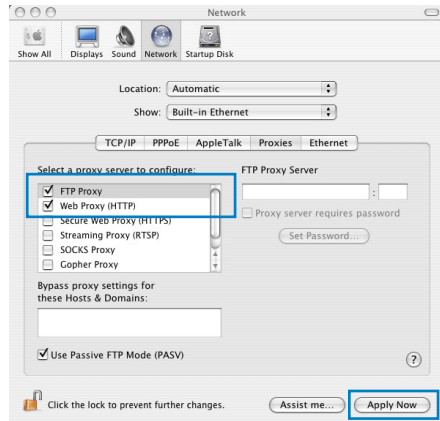 Network
Show All Displays Sound Network Startup Disk
Location: Automatic
Show: Built-in Ethernet
TCP/IP PPPoE AppleTalk Proxies Ethernet
Select a proxy server to configure: FTP Proxy Server
FTP Proxy
Web Proxy (HTTP) :
Secure Web Proxy (HTTPS) Proxy server requires password
Streaming Proxy (RTSP) Set Password...
SOCKS Proxy
Gopher Proxy
Bypass proxy settings for
these Hosts & Domains:
Use Passive FTP Mode (PASV) ?
Click the lock to prevent further changes. Assist me... Apply Now